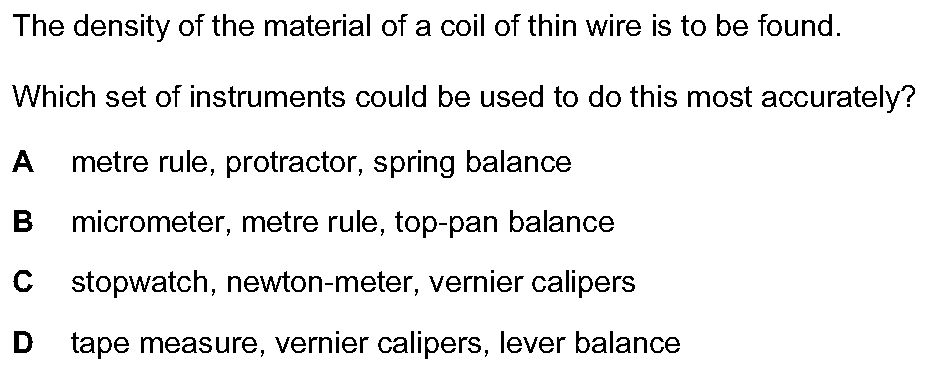 The density of the material of a coil of thin wire is to be found.
Which set of instruments could be used to do this most accurately?
A metre rule, protractor, spring balance
B micrometer, metre rule, top-pan balance
C stopwatch, newton-meter, vernier calipers
D tape measure, vernier calipers, lever balance